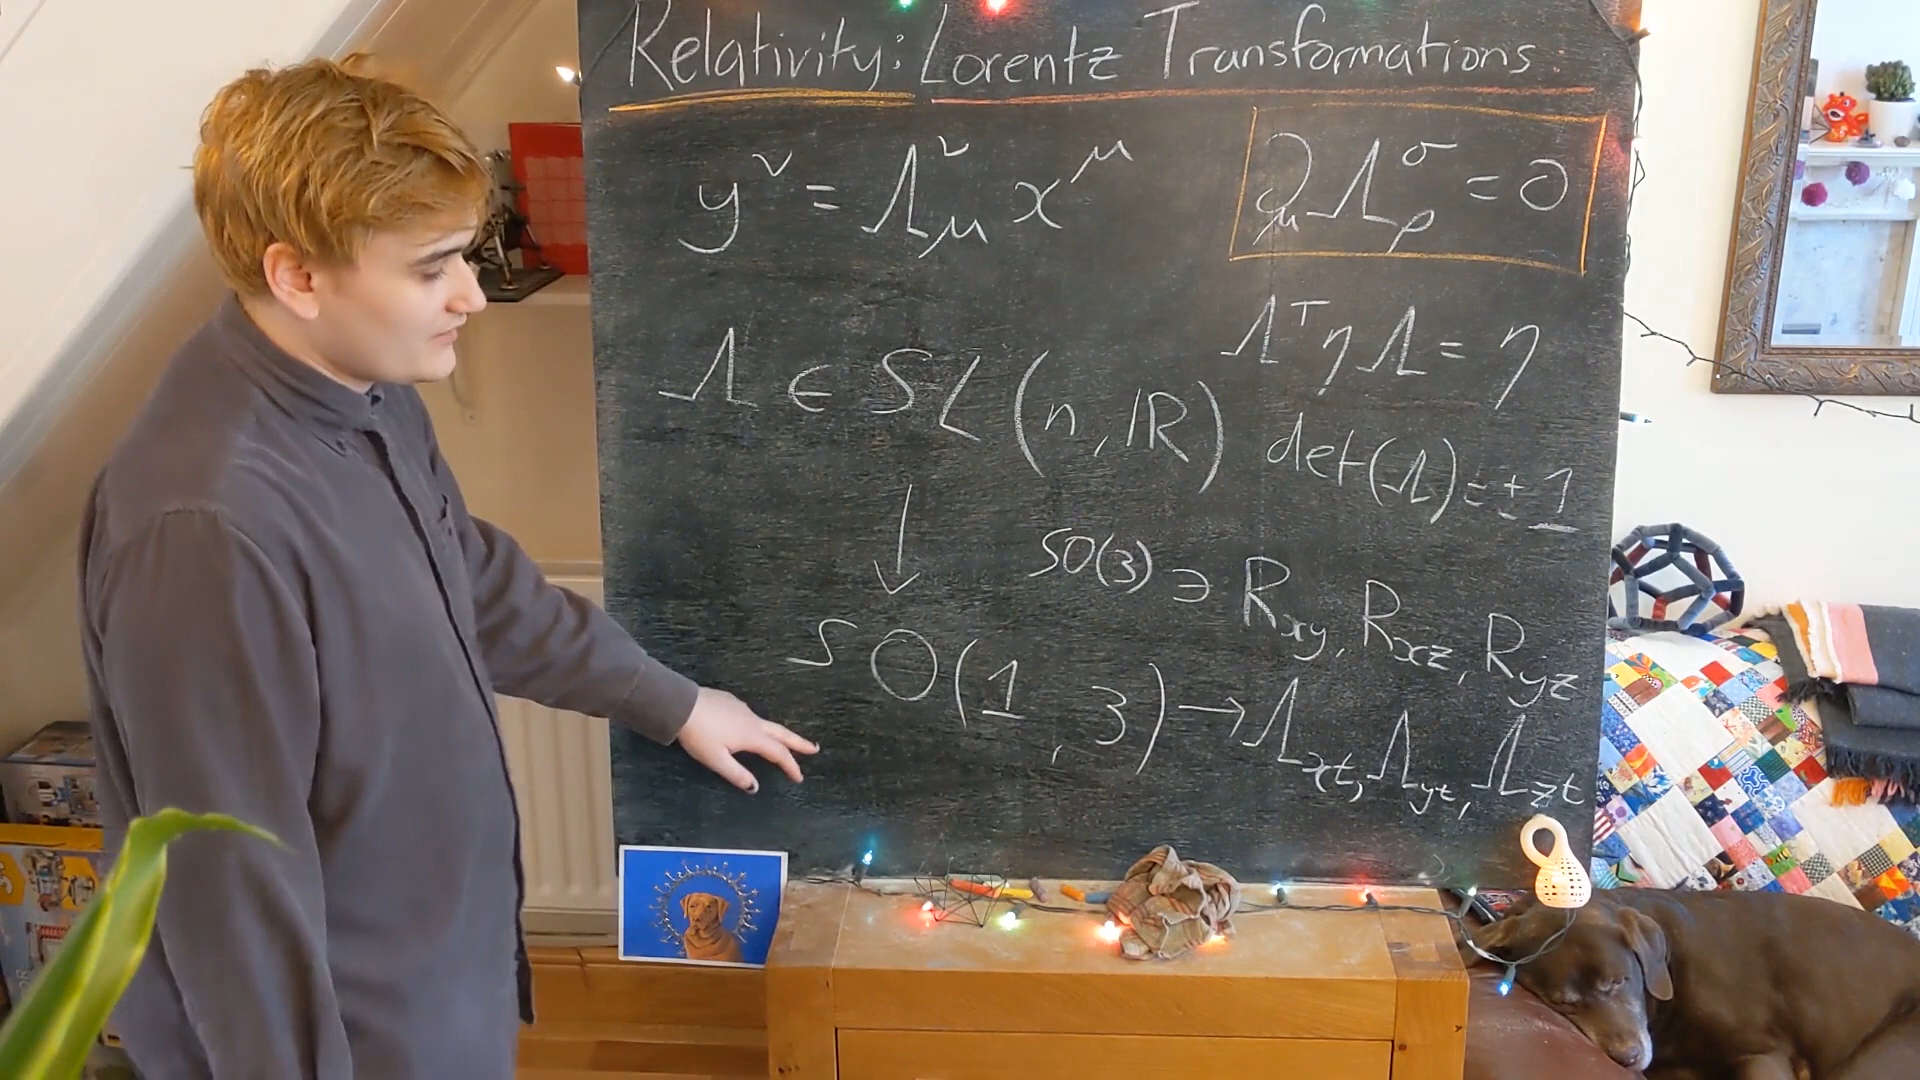 Relativity: Lorentz Transformations
y^ν = Λ^ν_μ x^μ
∂_μ Λ^σ_ρ = 0
Λ^T η Λ = η
Λ ∈ SL(n, ℝ)
det(Λ) = ±1
↓
SO(3) ∋ R_xy, R_xz, R_yz
SO(1, 3) → Λ_xt, Λ_yt, Λ_zt